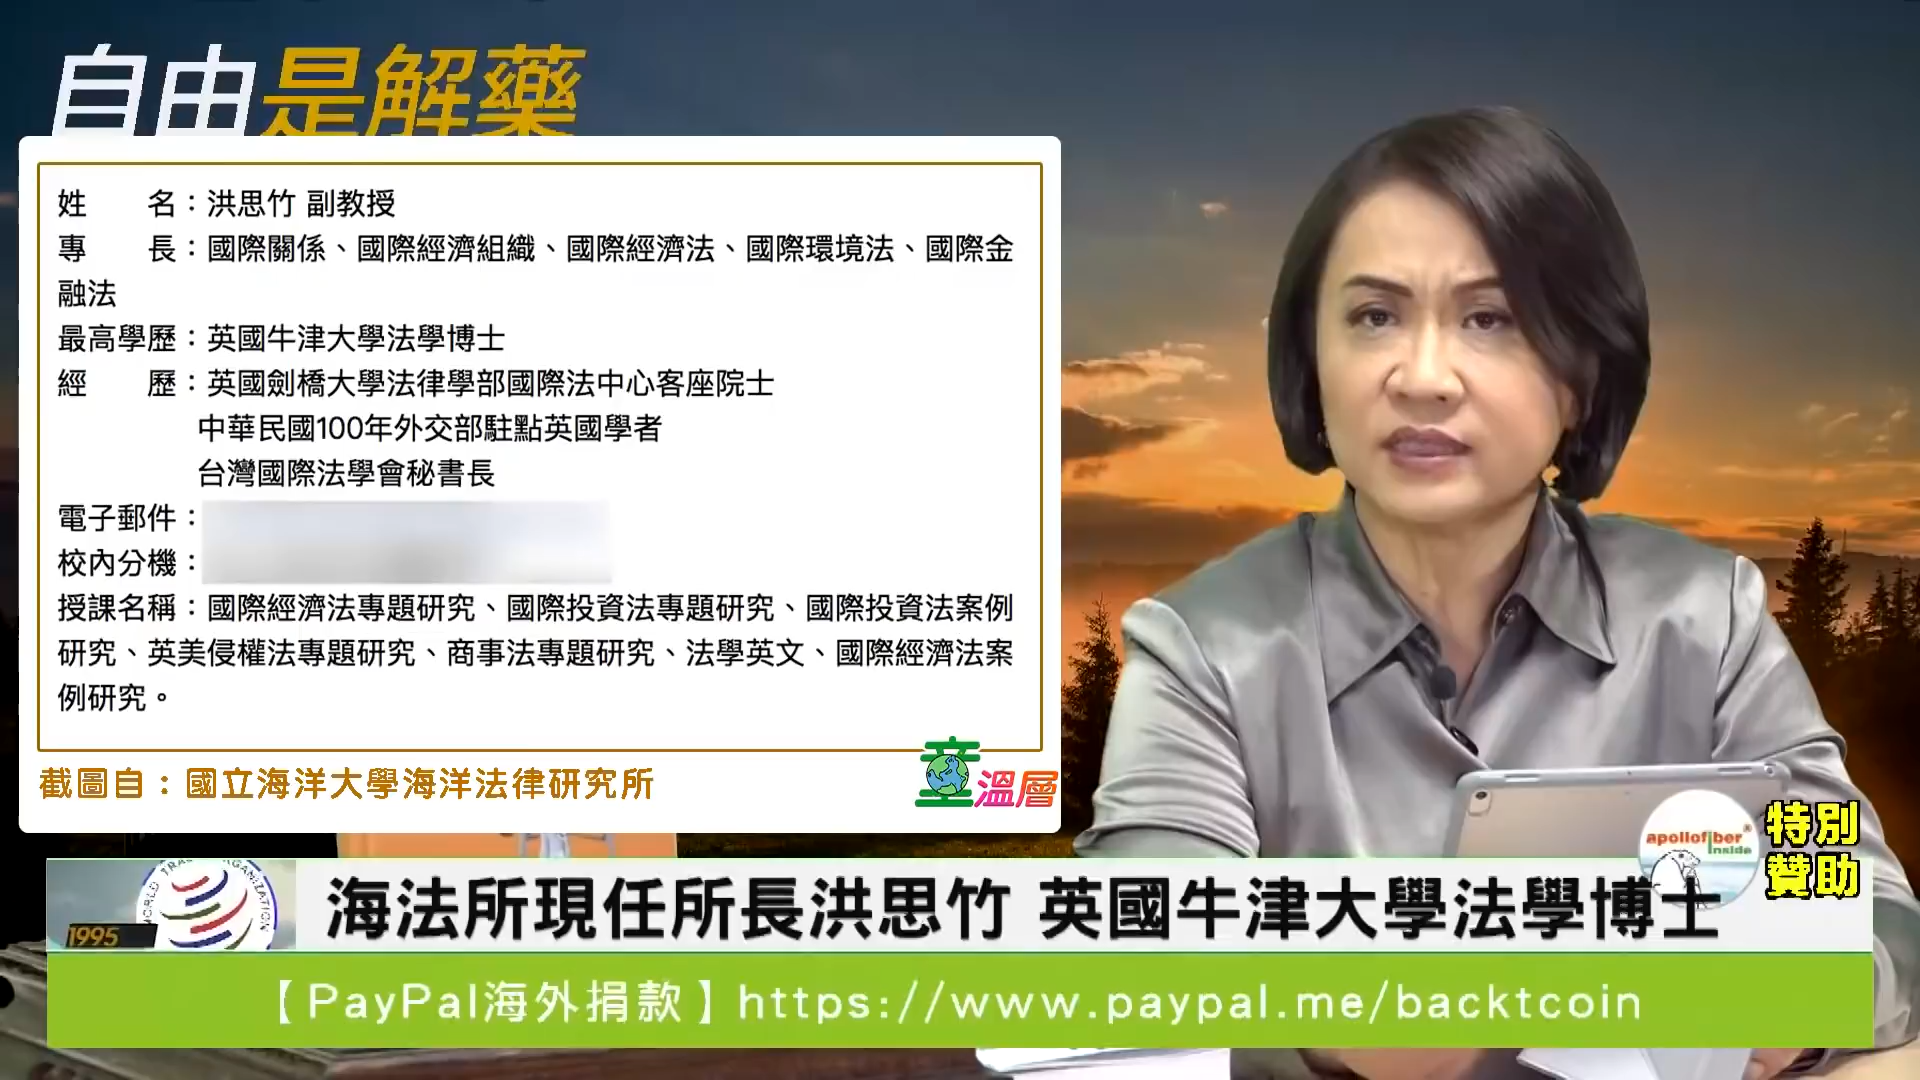 自由是解藥
姓　　名：洪思竹 副教授
專　　長：國際關係、國際經濟組織、國際經濟法、國際環境法、國際金
融法
最高學歷：英國牛津大學法學博士
經　　歷：英國劍橋大學法律學部國際法中心客座院士
中華民國100年外交部駐點英國學者
台灣國際法學會秘書長
電子郵件：
校內分機：
授課名稱：國際經濟法專題研究、國際投資法專題研究、國際投資法案例
研究、英美侵權法專題研究、商事法專題研究、法學英文、國際經濟法案
例研究。
截圖自：國立海洋大學海洋法律研究所
童溫層
apollofiber®
inside
特別
贊助
WORLD TRADE ORGANIZATION
1995
海法所現任所長洪思竹 英國牛津大學法學博士
【PayPal海外捐款】https://www.paypal.me/backtcoin